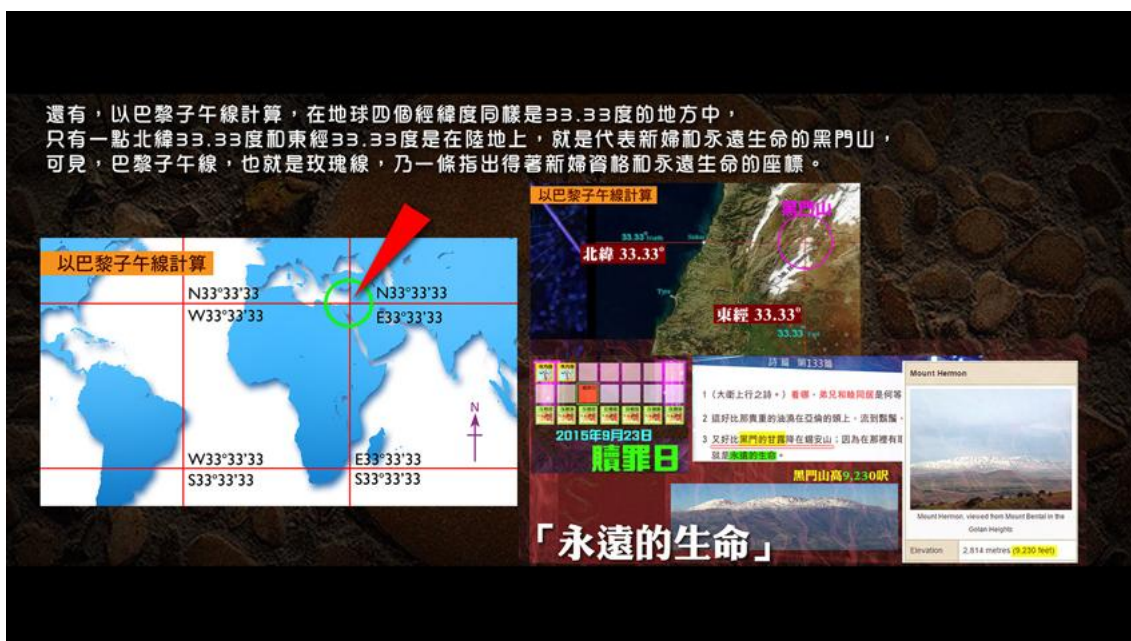 還有，以巴黎子午線計算，在地球四個經緯度同樣是33.33度的地方中，
只有一點北緯33.33度和東經33.33度是在陸地上，就是代表新婦和永遠生命的黑門山，
可見，巴黎子午線，也就是玫瑰線，乃一條指出得著新婦資格和永遠生命的座標。
以巴黎子午線計算
N33°33'33
N33°33'33
W33°33'33
E33°33'33
N
W33°33'33
E33°33'33
S33°33'33
S33°33'33
以巴黎子午線計算
黑門山
33.33°
北緯 33.33°
Tyre
東經 33.33°
33.33
2015年9月23日
贖罪日
詩篇 第133篇
1 (大衛上行之詩。) 看哪，弟兄和睦同居是何等
2 這好比那貴重的油澆在亞倫的頭上，流到鬍鬚，
3 又好比黑門的甘露降在錫安山；因為在那裡有耶
就是永遠的生命。
黑門山高9,230呎
「永遠的生命」
Mount Hermon
Mount Hermon, viewed from Mount Bental in the
Golan Heights
Elevation 2,814 metres (9,230 feet)